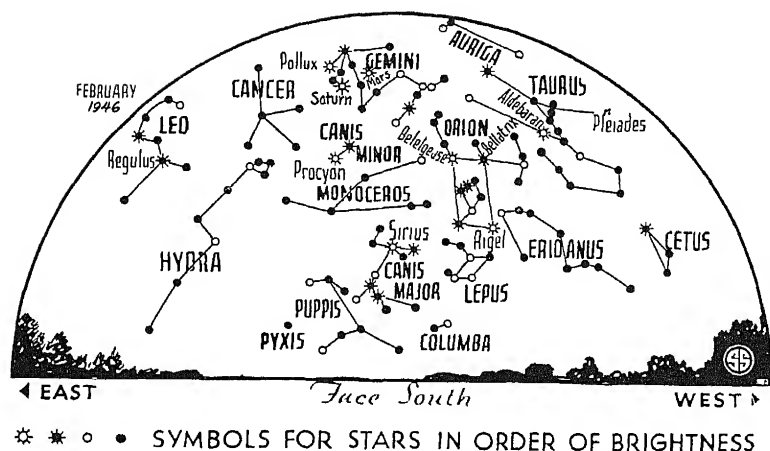 AURIGA
Pollux
GEMINI
Mars
FEBRUARY
1946
CANCER
Saturn
TAURUS
Aldebaran
Pleiades
LEO
CANIS
MINOR
ORION
Betelgeuse
Bellatrix
Regulus
Procyon
MONOCEROS
Sirius
Rigel
HYDRA
CANIS
MAJOR
ERIDANUS
CETUS
PUPPIS
LEPUS
PYXIS
COLUMBA
EAST
Face South
WEST
SYMBOLS FOR STARS IN ORDER OF BRIGHTNESS